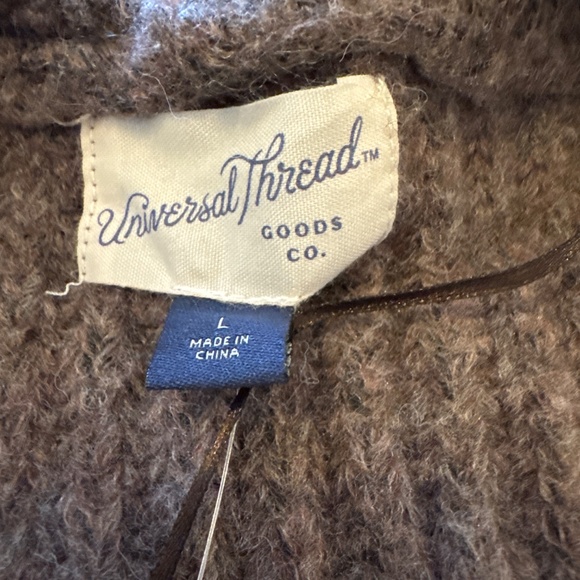 Universal Thread™
GOODS
CO.
L
MADE IN
CHINA